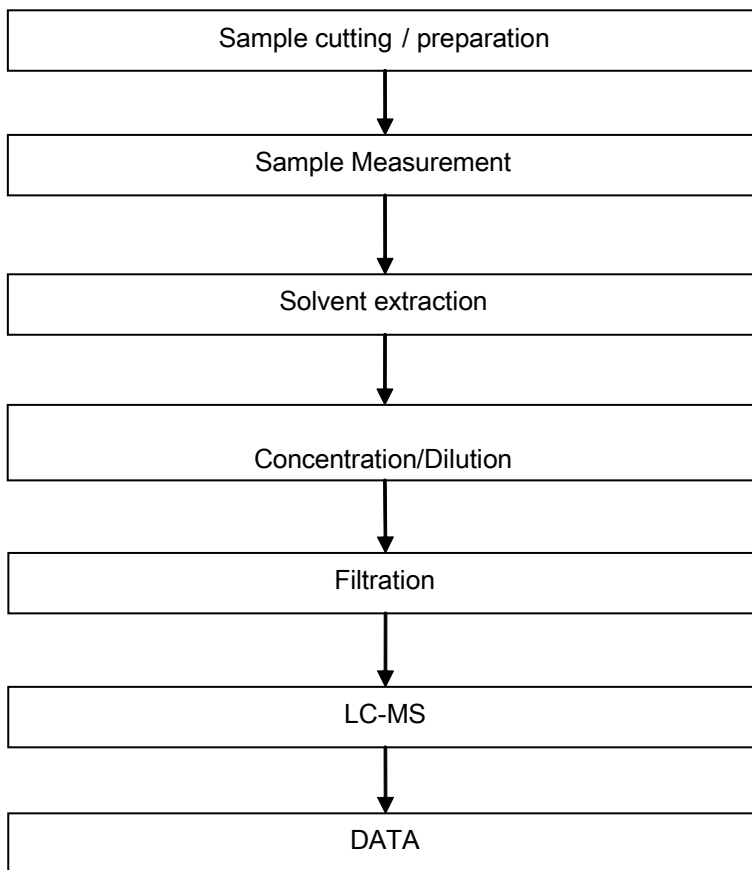 Sample cutting / preparation
Sample Measurement
Solvent extraction
Concentration/Dilution
Filtration
LC-MS
DATA